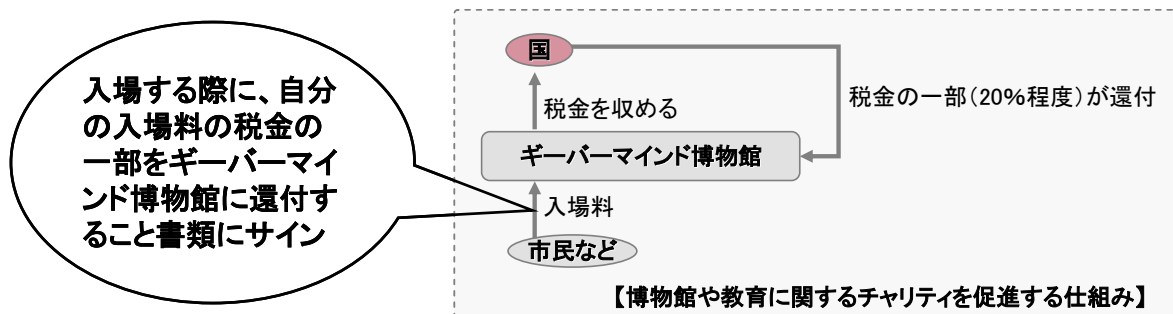 入場する際に、自分
の入場料の税金の
一部をギーバーマイ
ンド博物館に還付す
ること書類にサイン
国
税金を収める
税金の一部(20%程度)が還付
ギーバーマインド博物館
入場料
市民など
【博物館や教育に関するチャリティを促進する仕組み】